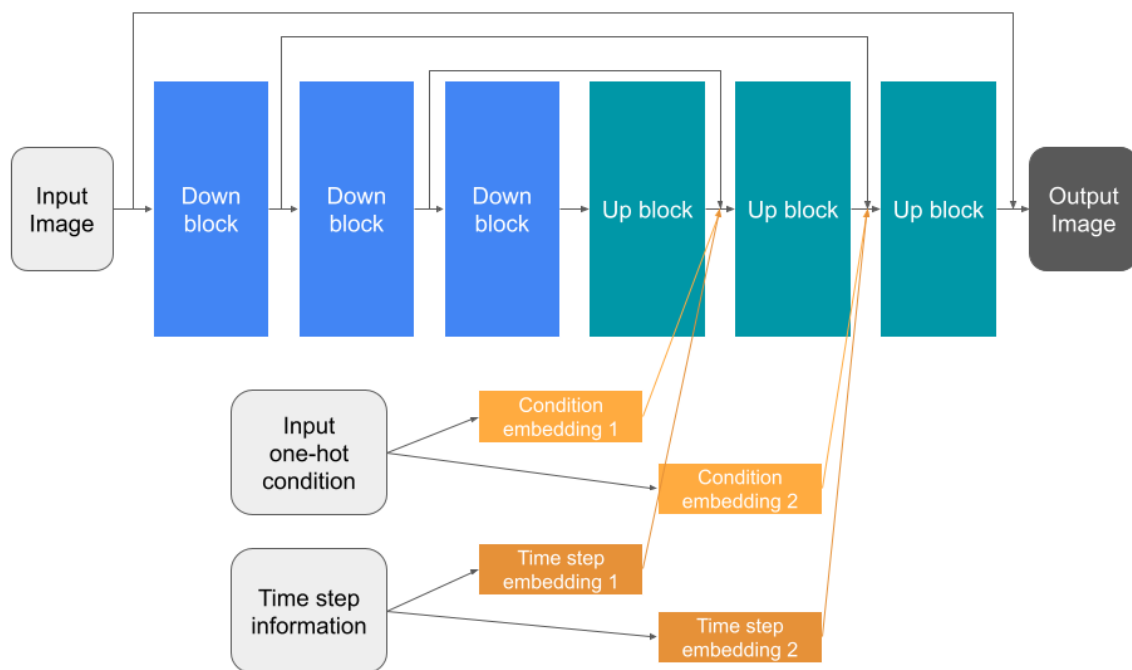 Input
Image
Down
block
Down
block
Down
block
Up block
Up block
Up block
Output
Image
Input
one-hot
condition
Condition
embedding 1
Condition
embedding 2
Time step
information
Time step
embedding 1
Time step
embedding 2